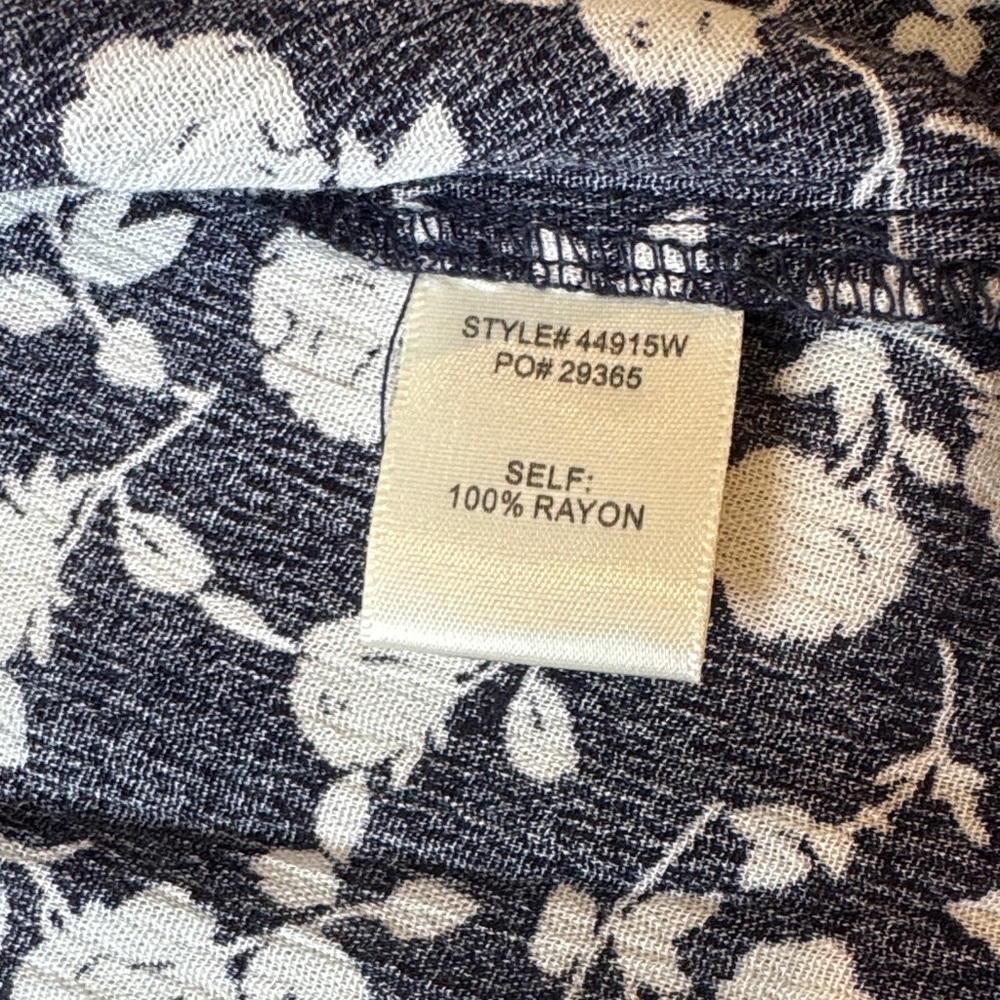 STYLE# 44915W
PO# 29365
SELF:
100% RAYON